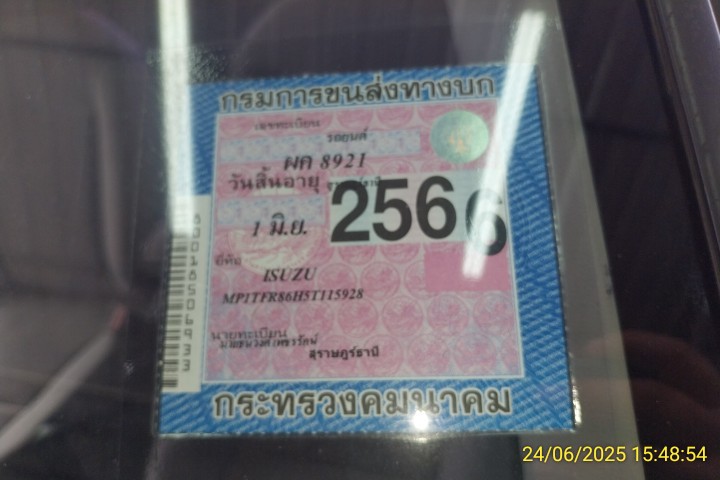 กรมการขนส่งทางบก
เลขทะเบียน
รถยนต์
ผค 8921
วันสิ้นอายุ
1 มิ.ย.
2566
ยี่ห้อ
ISUZU
MP1TFR86H5T115928
นายทะเบียน
สุราษฎร์ธานี
กระทรวงคมนาคม
24/06/2025 15:48:54